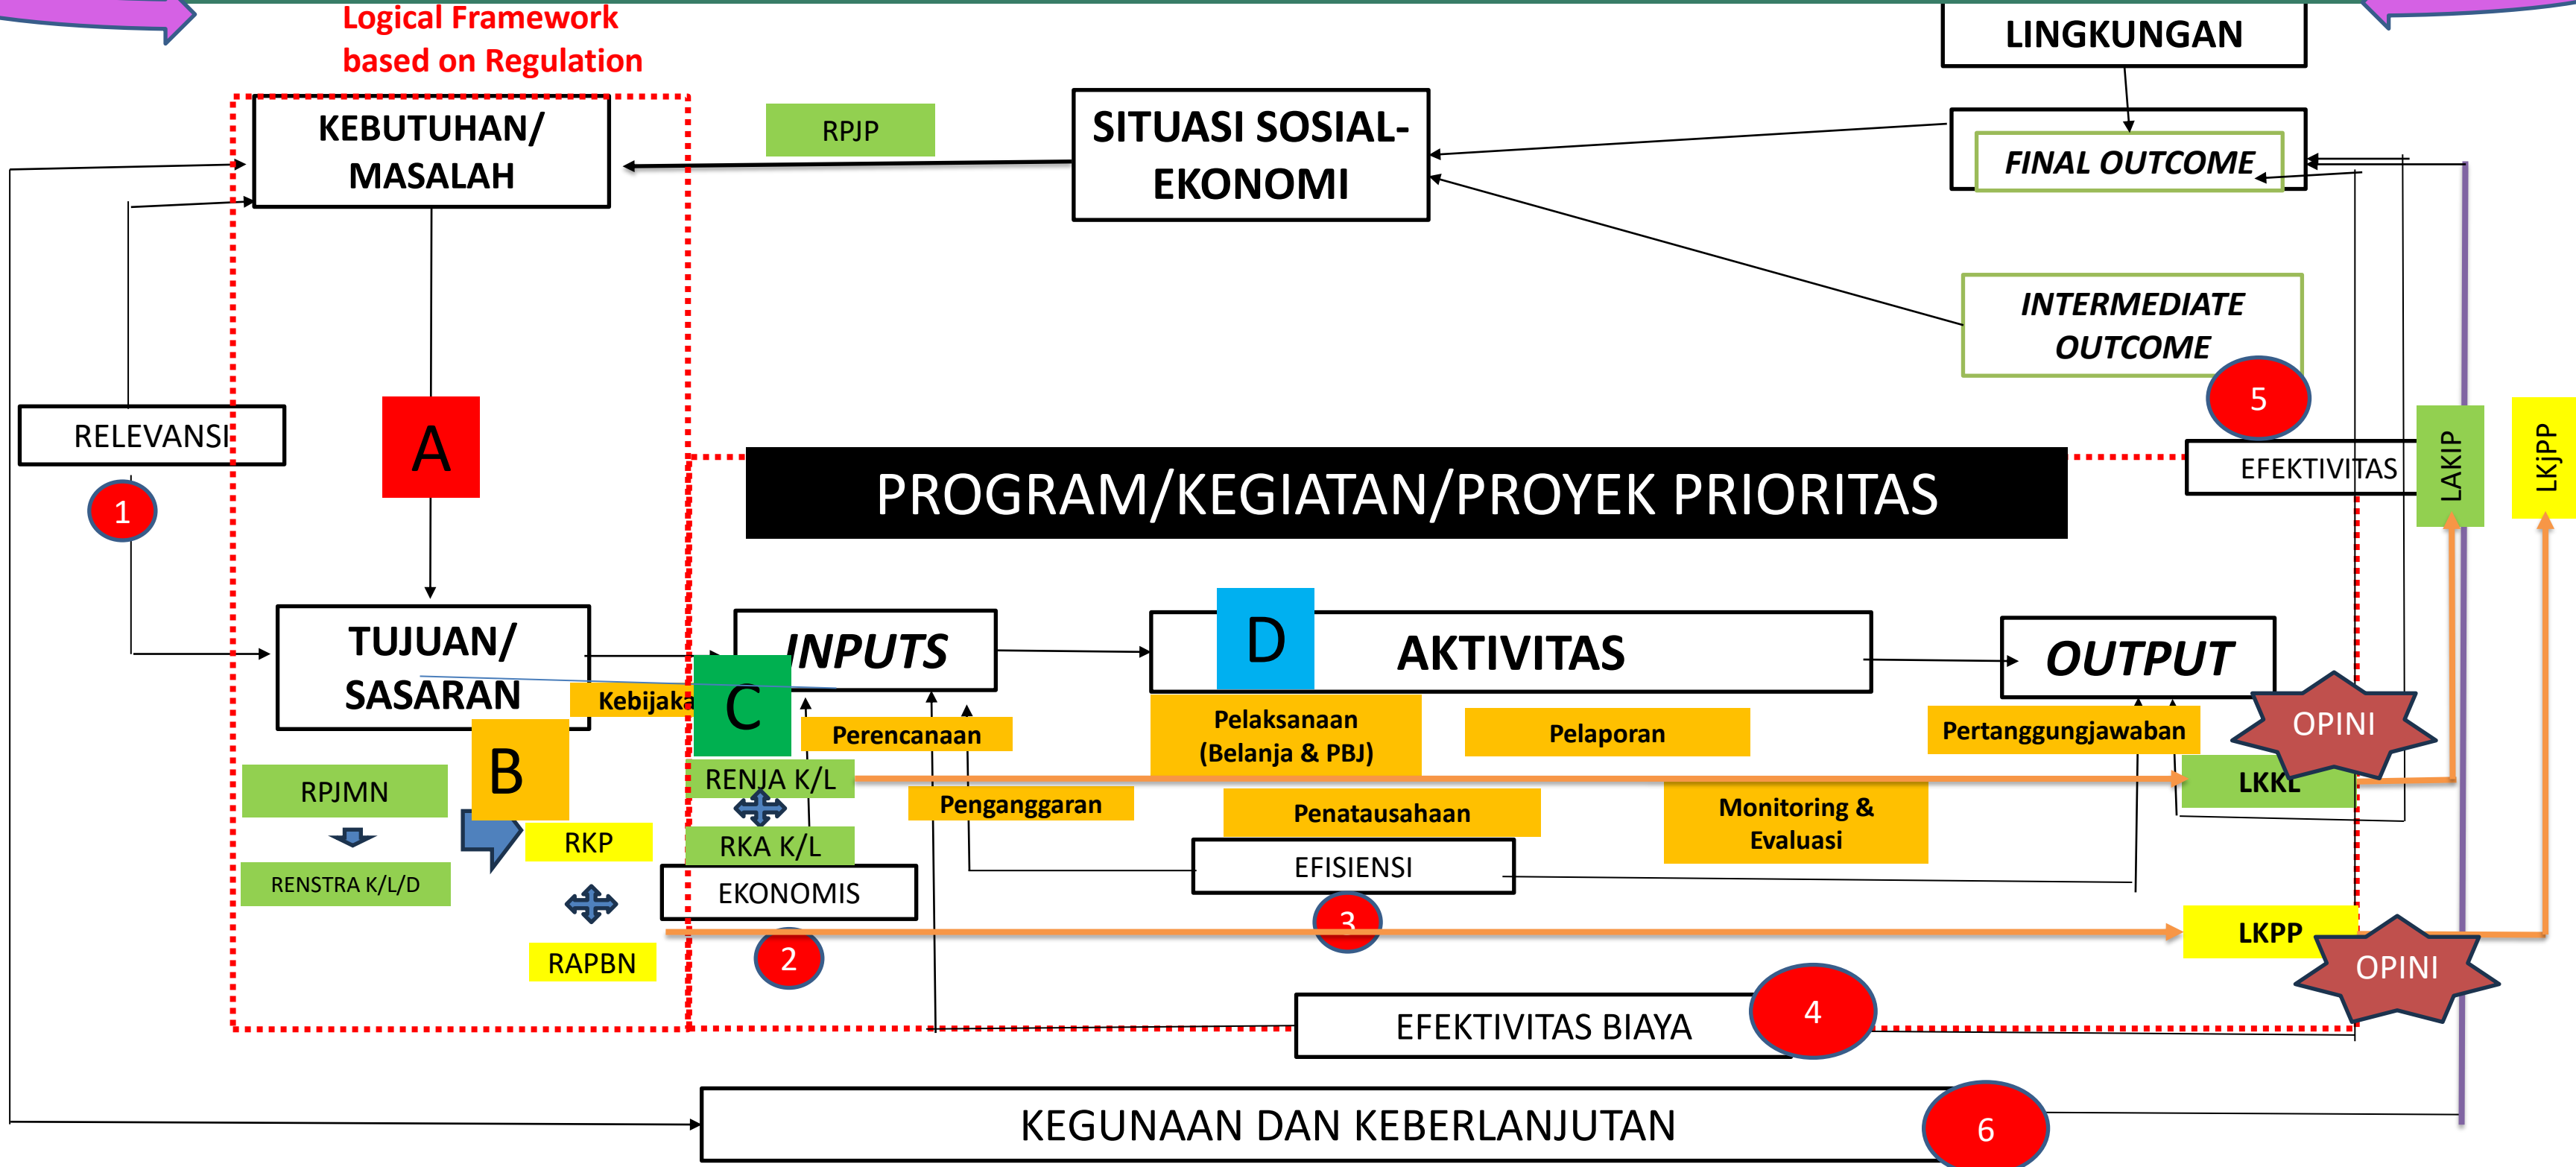 Logical Framework
based on Regulation
LINGKUNGAN
KEBUTUHAN/
MASALAH
RPJP
SITUASI SOSIAL-
EKONOMI
FINAL OUTCOME
INTERMEDIATE
OUTCOME
5
RELEVANSI
A
1
PROGRAM/KEGIATAN/PROYEK PRIORITAS
EFEKTIVITAS
LAKIP
LKjPP
TUJUAN/
SASARAN
INPUTS
D
AKTIVITAS
OUTPUT
Kebijaka
C
B
Perencanaan
Pelaksanaan
(Belanja & PBJ)
Pelaporan
Pertanggungjawaban
OPINI
RPJMN
RENJA K/L
LKKL
Penganggaran
Penatausahaan
Monitoring &
Evaluasi
RKP
RKA K/L
RENSTRA K/L/D
EKONOMIS
EFISIENSI
3
LKPP
RAPBN
2
OPINI
EFEKTIVITAS BIAYA
4
KEGUNAAN DAN KEBERLANJUTAN
6